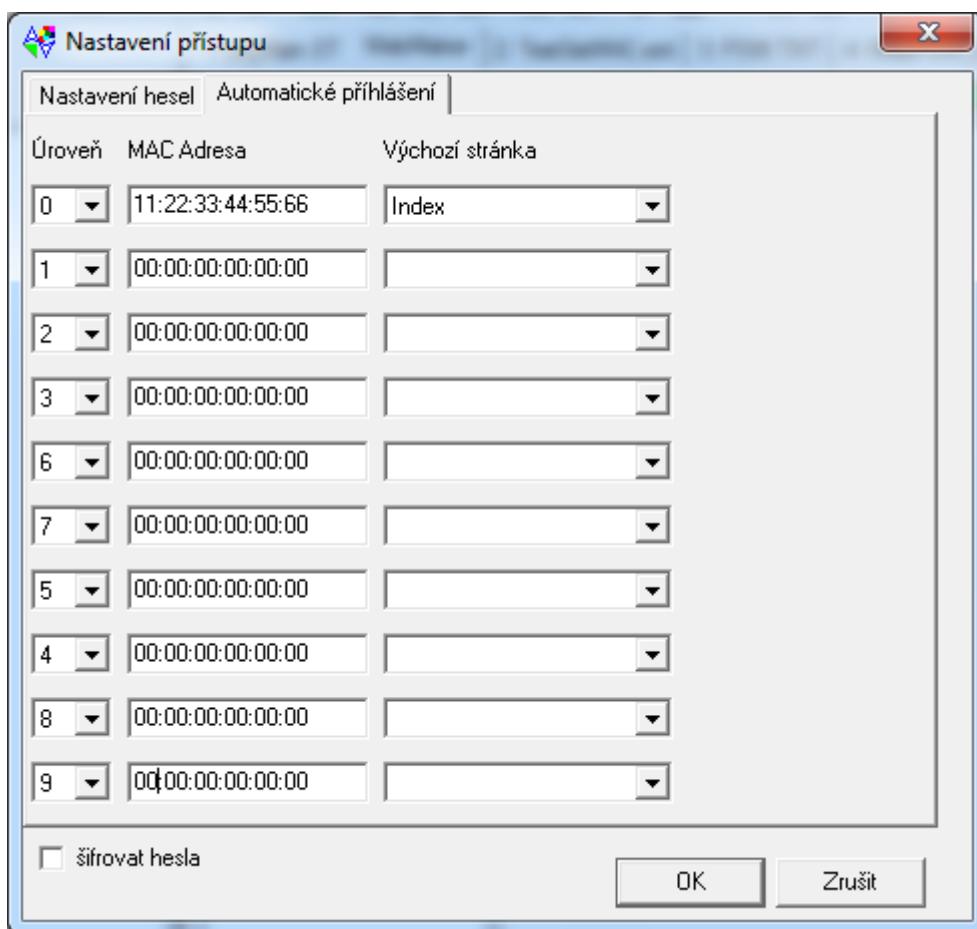 Nastavení přístupu
Nastavení hesel Automatické příhlášení
Úroveň MAC Adresa Výchozí stránka
0 11:22:33:44:55:66 Index
1 00:00:00:00:00:00
2 00:00:00:00:00:00
3 00:00:00:00:00:00
6 00:00:00:00:00:00
7 00:00:00:00:00:00
5 00:00:00:00:00:00
4 00:00:00:00:00:00
8 00:00:00:00:00:00
9 00:00:00:00:00:00
šifrovat hesla
OK Zrušit